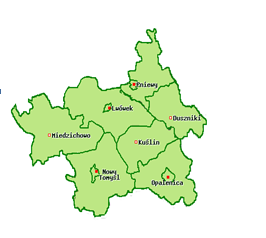 Pniewy
Lwówek
Duszniki
Miedzichowo
Kuślin
Nowy
Tomyśl
Opalenica